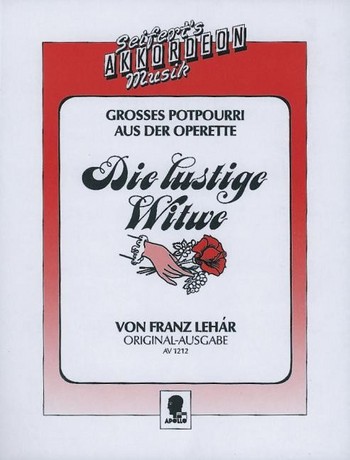 Seifert's
AKKORDEON
Musik
GROSSES POTPOURRI
AUS DER OPERETTE
Die lustige
Witwe
VON FRANZ LEHÁR
ORIGINAL-AUSGABE
AV 1212
APOLLO